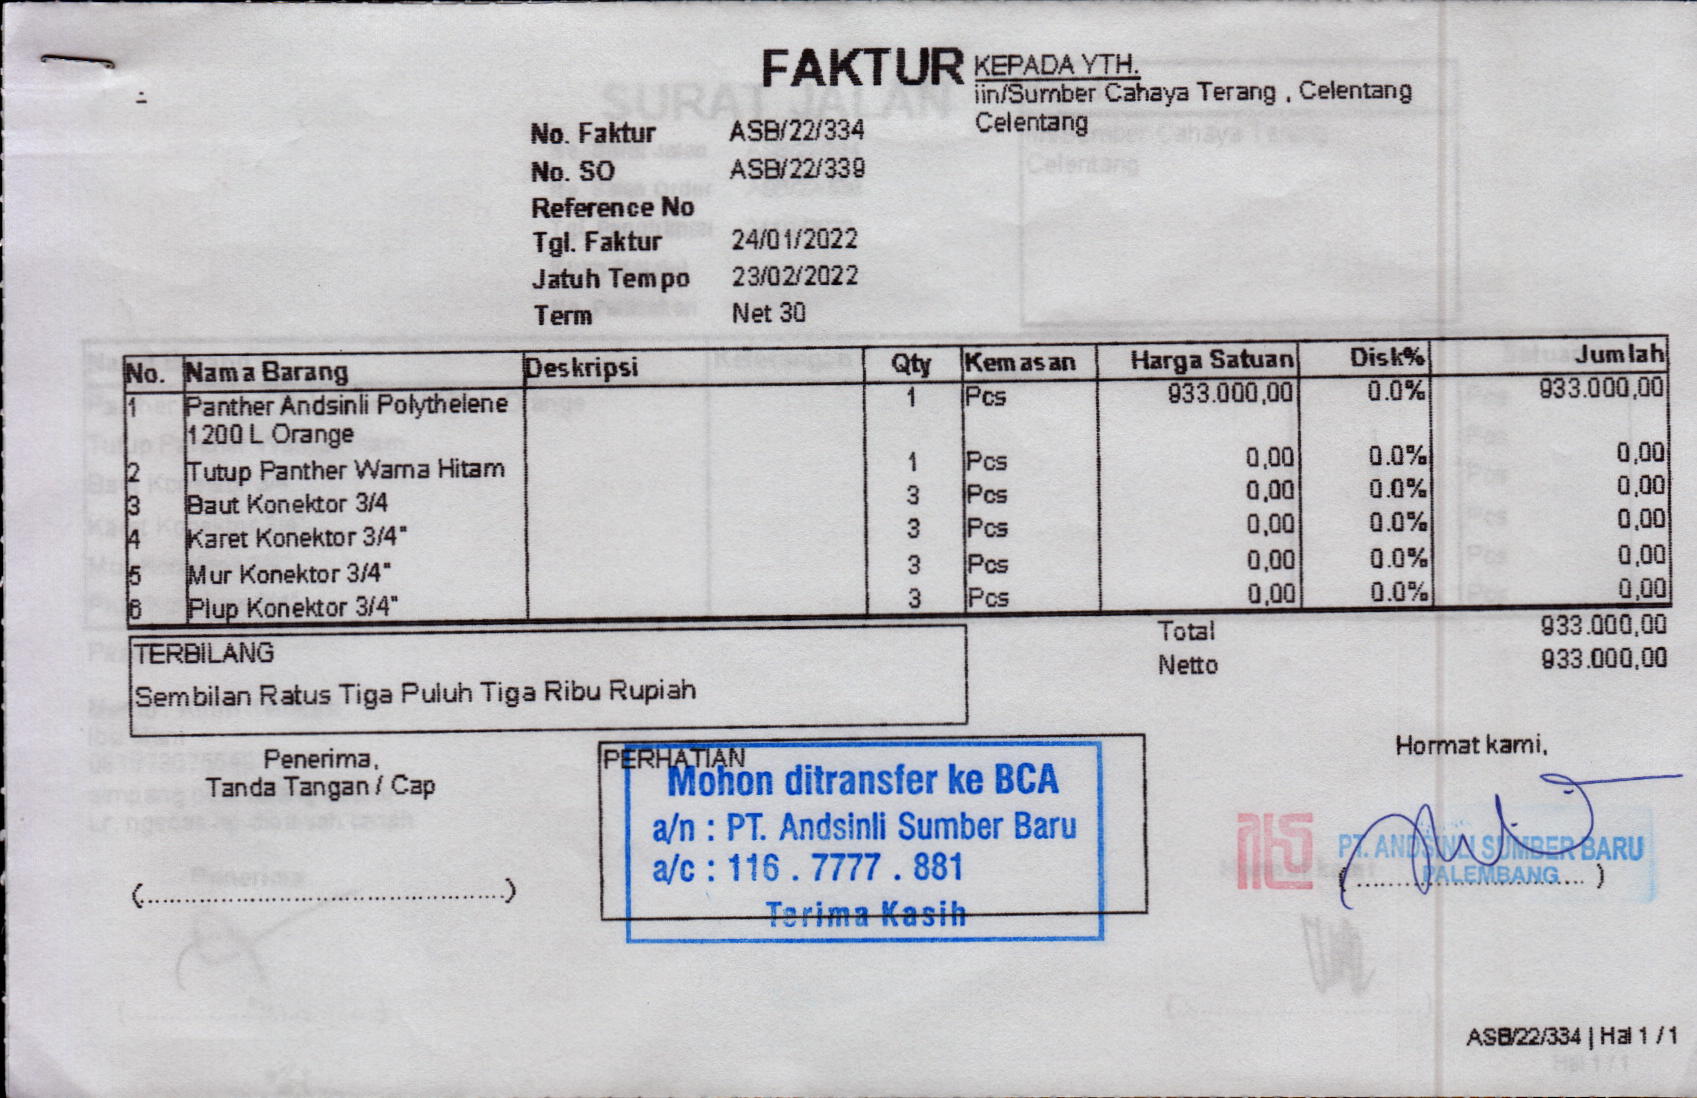 FAKTUR
KEPADA YTH.
iin/Sumber Cahaya Terang , Celentang
Celentang
No. Faktur ASB/22/334
No. SO ASB/22/339
Reference No
Tgl. Faktur 24/01/2022
Jatuh Tempo 23/02/2022
Term Net 30
No. Nama Barang Deskripsi Qty Kemasan Harga Satuan Disk% Jumlah
1 Panther Andsinli Polythelene 1 Pcs 933.000,00 0.0% 933.000,00
1200 L Orange
2 Tutup Panther Warna Hitam 1 Pcs 0,00 0.0% 0,00
3 Baut Konektor 3/4 3 Pcs 0,00 0.0% 0,00
4 Karet Konektor 3/4" 3 Pcs 0,00 0.0% 0,00
5 Mur Konektor 3/4" 3 Pcs 0,00 0.0% 0,00
6 Plup Konektor 3/4" 3 Pcs 0,00 0.0% 0,00
Total 933.000,00
Netto 933.000,00
TERBILANG
Sembilan Ratus Tiga Puluh Tiga Ribu Rupiah
Penerima,
Tanda Tangan / Cap
(....................................................)
PERHATIAN
Mohon ditransfer ke BCA
a/n : PT. Andsinli Sumber Baru
a/c : 116 . 7777 . 881
Terima Kasih
Hormat kami,
PT. ANDSINLI SUMBER BARU
PALEMBANG
ASB/22/334 | Hal 1 / 1
SURAT JALAN
Celentang
Penerima
Hal 1 / 1